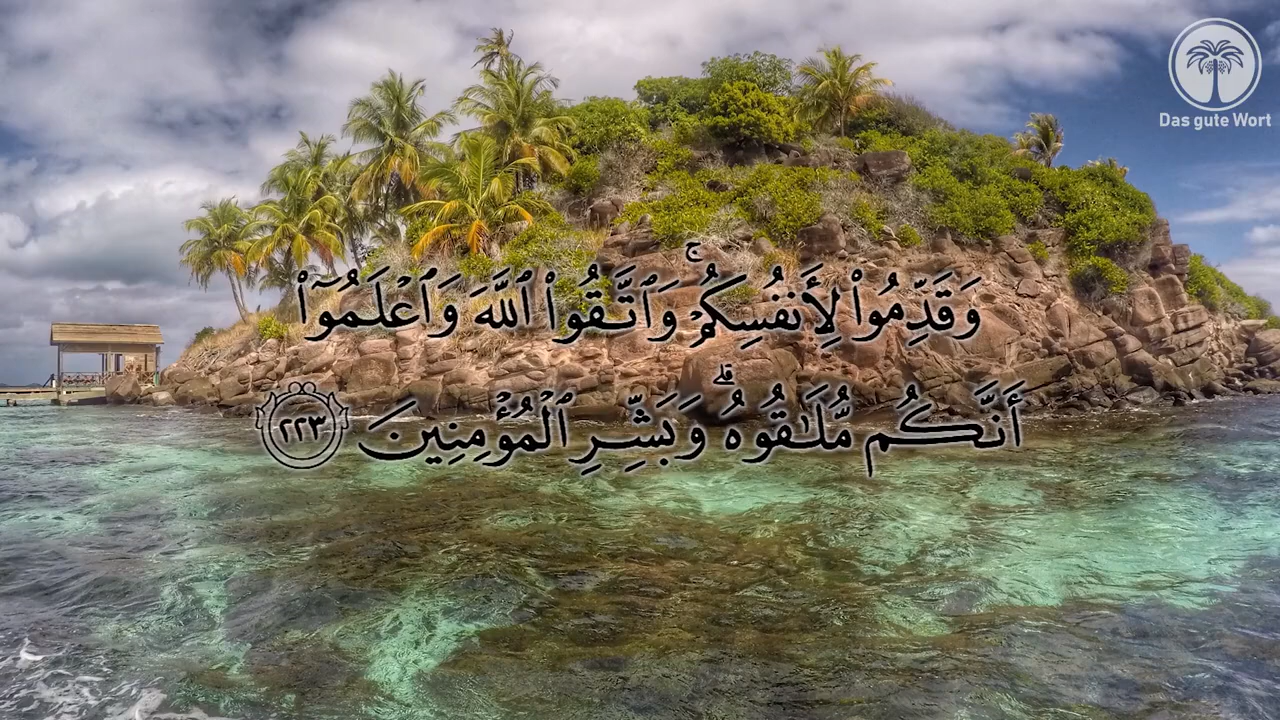 Das gute Wort
وَقَدِّمُوا۟ لِأَنفُسِكُمْ ۚ وَٱتَّقُوا۟ ٱللَّهَ وَٱعْلَمُوٓا۟
أَنَّكُم مُّلَـٰقُوهُ ۗ وَبَشِّرِ ٱلْمُؤْمِنِينَ ٢٢٣